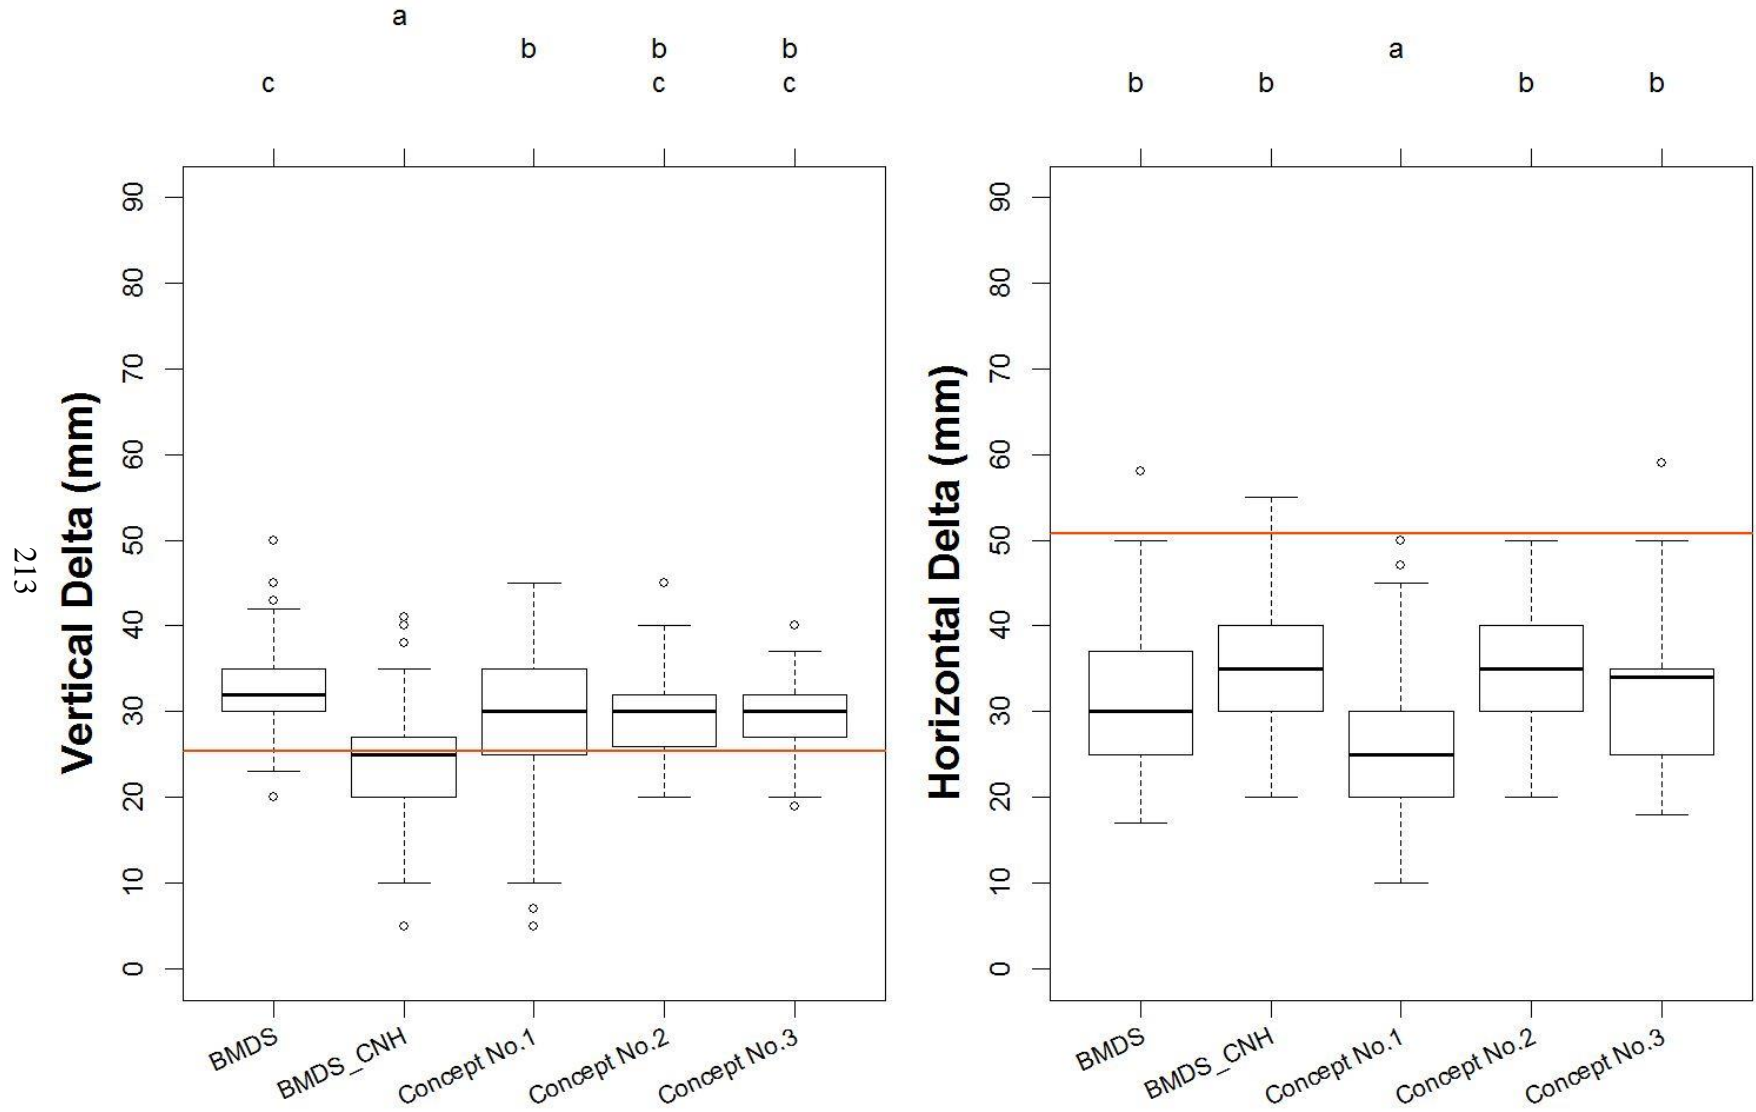 a
b b b
c c c
Vertical Delta (mm)
90
80
70
60
50
40
30
20
10
0
BMDS
BMDS_CNH
Concept No.1
Concept No.2
Concept No.3
a
b b b b
Horizontal Delta (mm)
90
80
70
60
50
40
30
20
10
0
BMDS
BMDS_CNH
Concept No.1
Concept No.2
Concept No.3
213